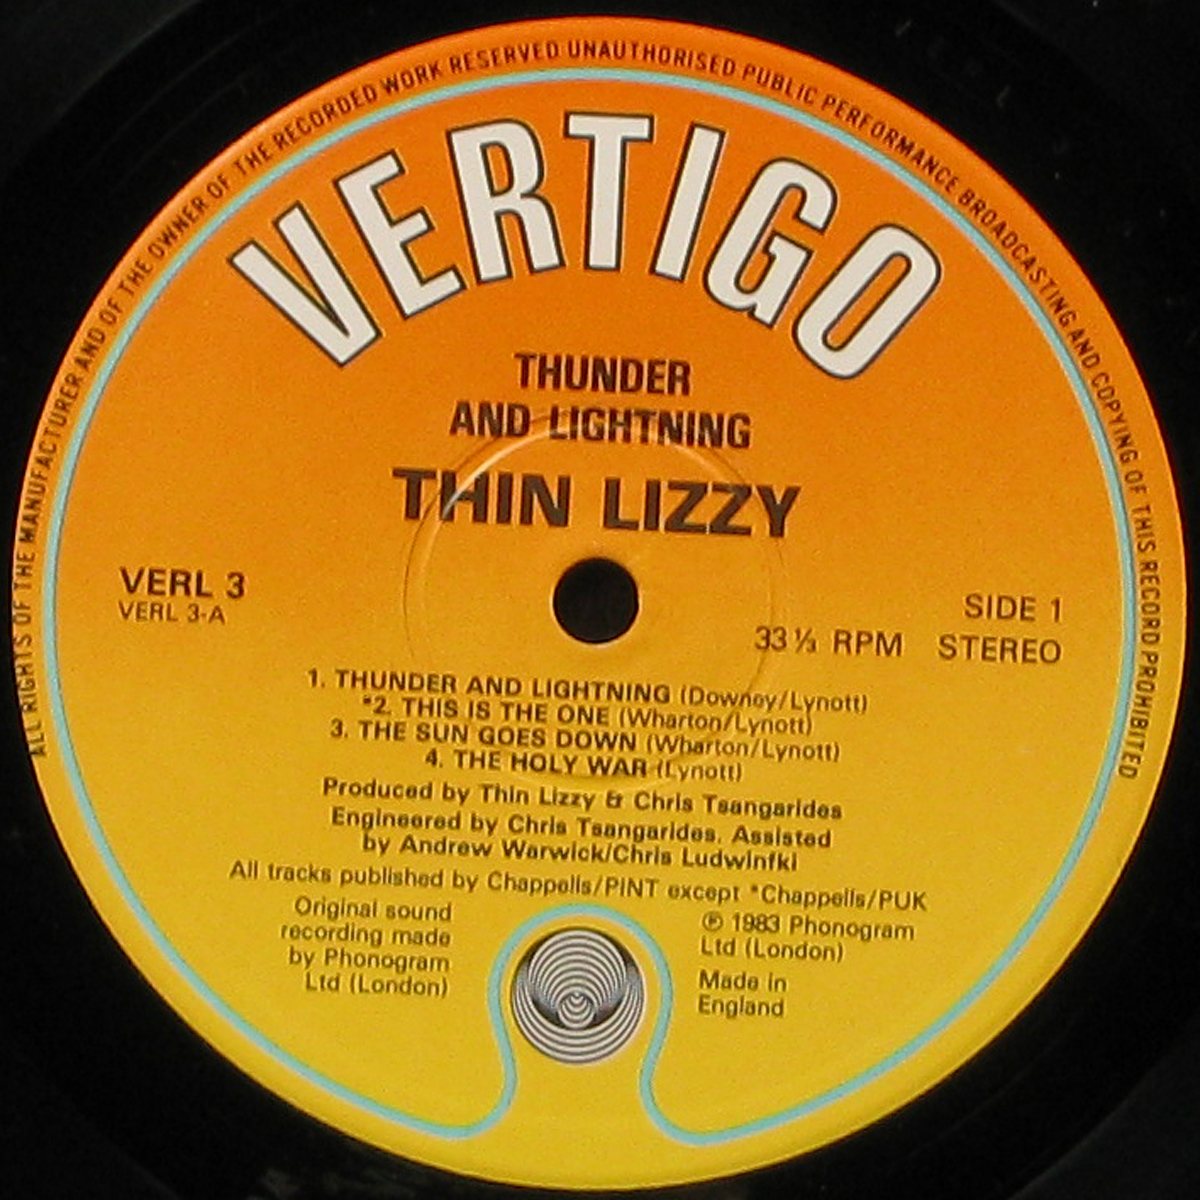 ALL RIGHTS OF THE MANUFACTURER AND OF THE OWNER OF THE RECORDED WORK RESERVED UNAUTHORISED PUBLIC PERFORMANCE BROADCASTING AND COPYING OF THIS RECORD PROHIBITED
VERTIGO
THUNDER
AND LIGHTNING
THIN LIZZY
VERL 3
VERL 3-A
SIDE 1
33⅓ RPM STEREO
1. THUNDER AND LIGHTNING (Downey/Lynott)
*2. THIS IS THE ONE (Wharton/Lynott)
3. THE SUN GOES DOWN (Wharton/Lynott)
4. THE HOLY WAR (Lynott)
Produced by Thin Lizzy & Chris Tsangarides
Engineered by Chris Tsangarides. Assisted
by Andrew Warwick/Chris Ludwinfki
All tracks published by Chappells/PINT except *Chappells/PUK
Original sound
recording made
by Phonogram
Ltd (London)
℗ 1983 Phonogram
Ltd (London)
Made in
England